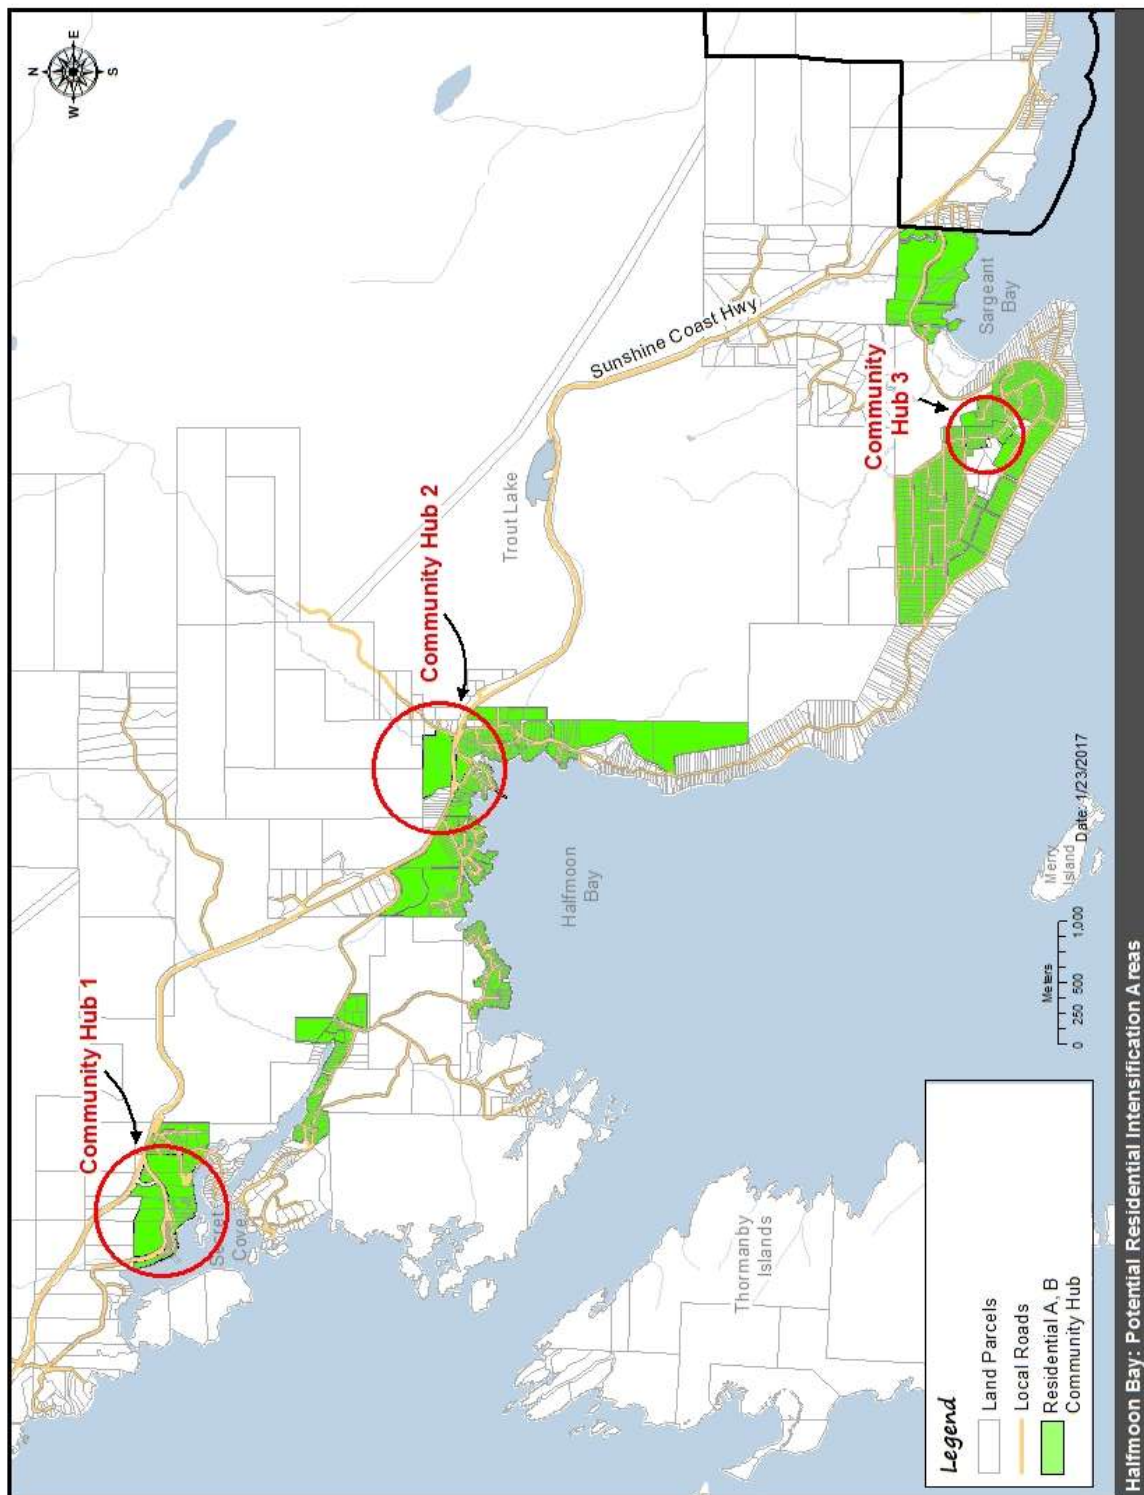 N
W
E
S
Community Hub 1
Secret
Cove
Community Hub 2
Trout Lake
Sunshine Coast Hwy
Community
Hub 3
Sargeant
Bay
Halfmoon
Bay
Thormanby
Islands
Merry
Island
Date: 1/23/2017
Meters
0 250 500 1,000
Legend
Land Parcels
Local Roads
Residential A, B
Community Hub
Halfmoon Bay: Potential Residential Intensification Areas